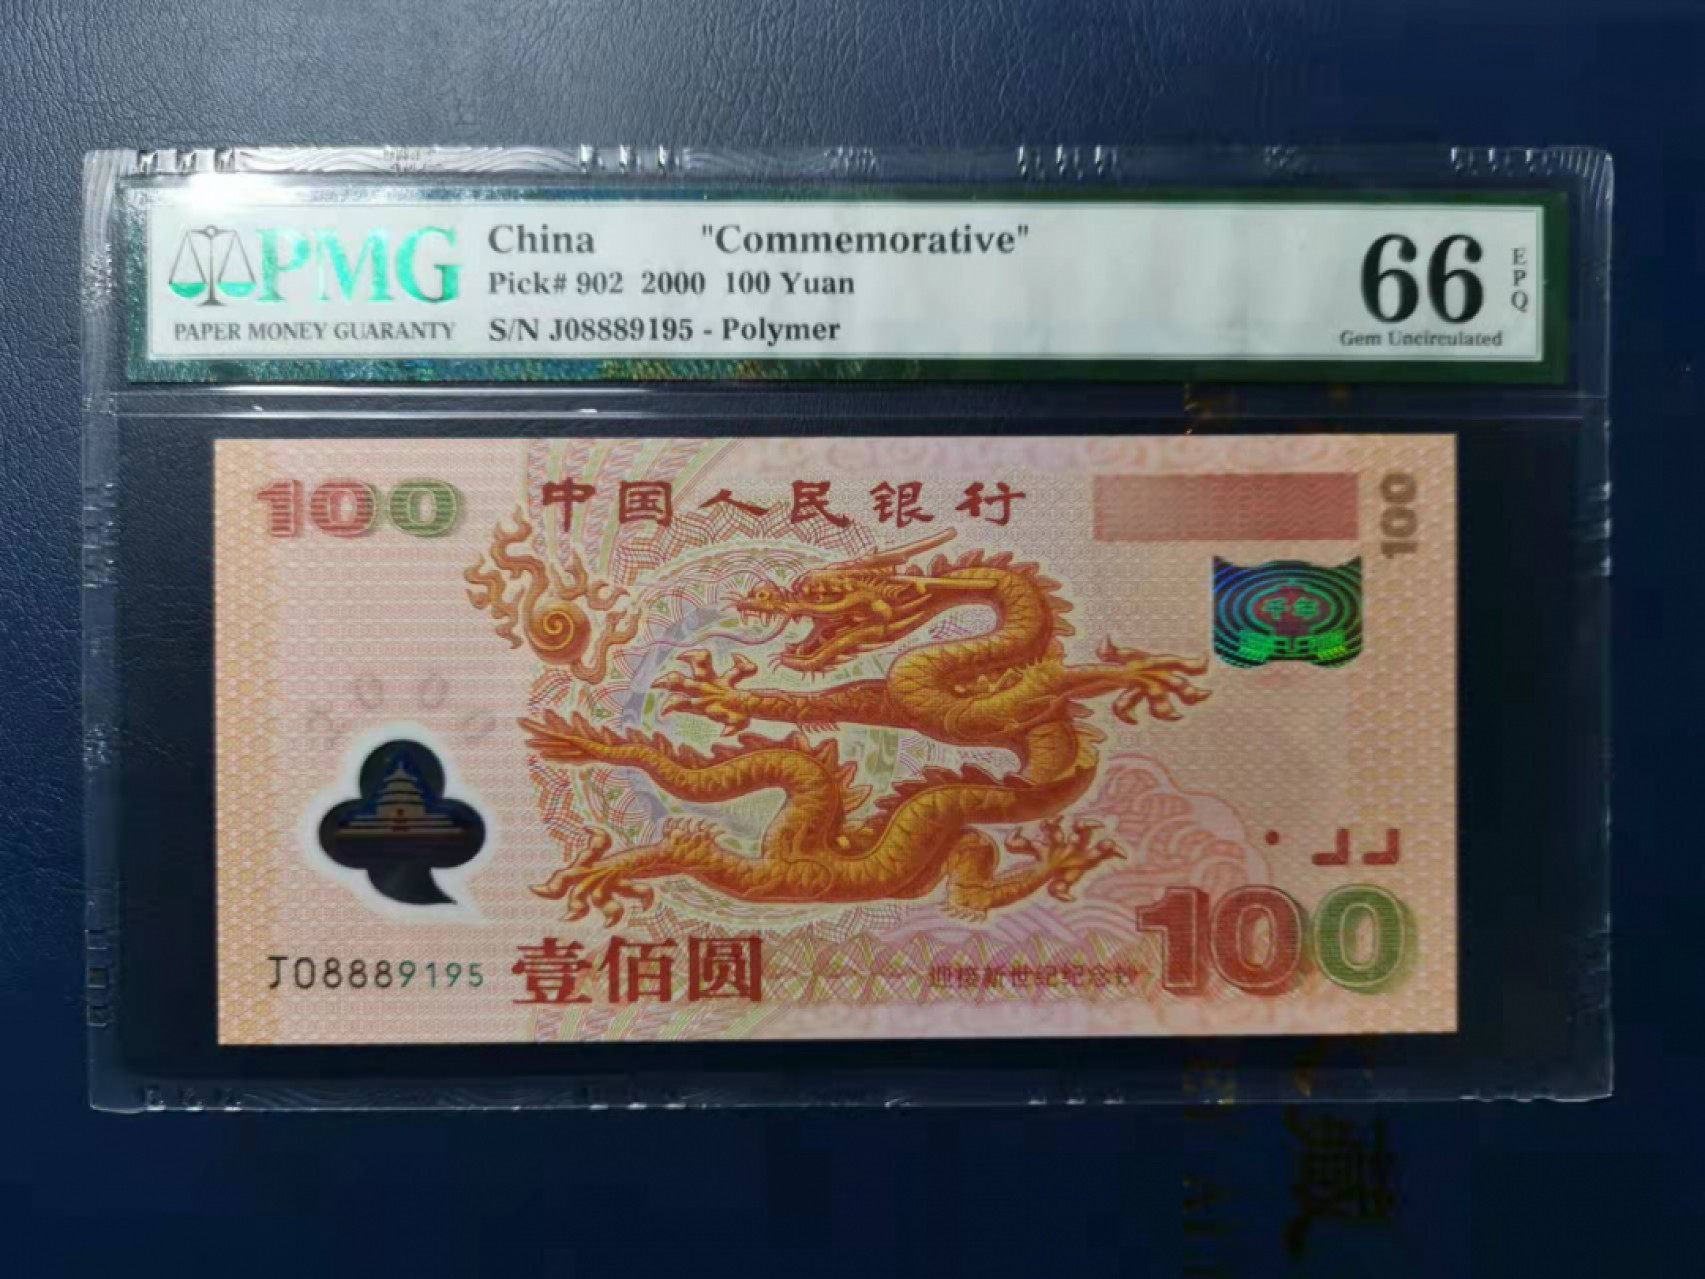 PMG
PAPER MONEY GUARANTY
China "Commemorative"
Pick# 902 2000 100 Yuan
S/N J08889195 - Polymer
66
EPQ
Gem Uncirculated
100
中国人民银行
100
2000
J08889195
壹佰圆
迎接新世纪纪念钞
100